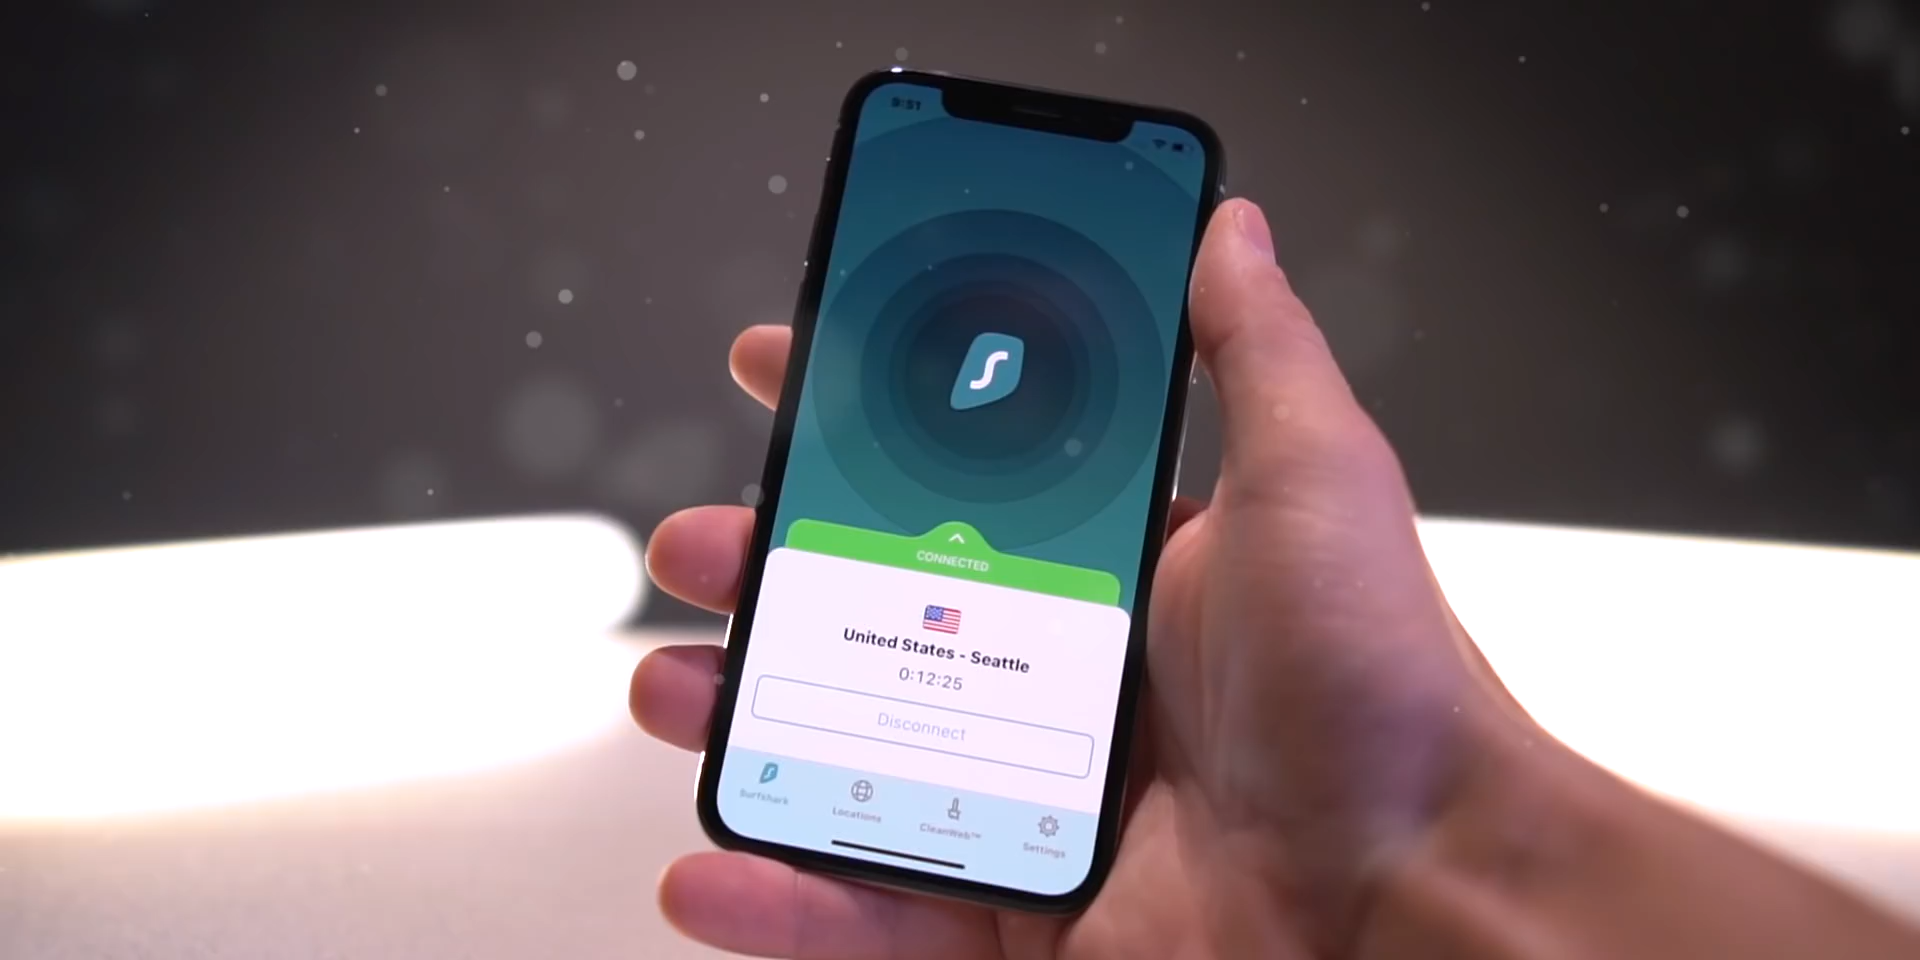 9:51
CONNECTED
United States - Seattle
0:12:25
Disconnect
Surfshark
Locations
CleanWeb™
Settings